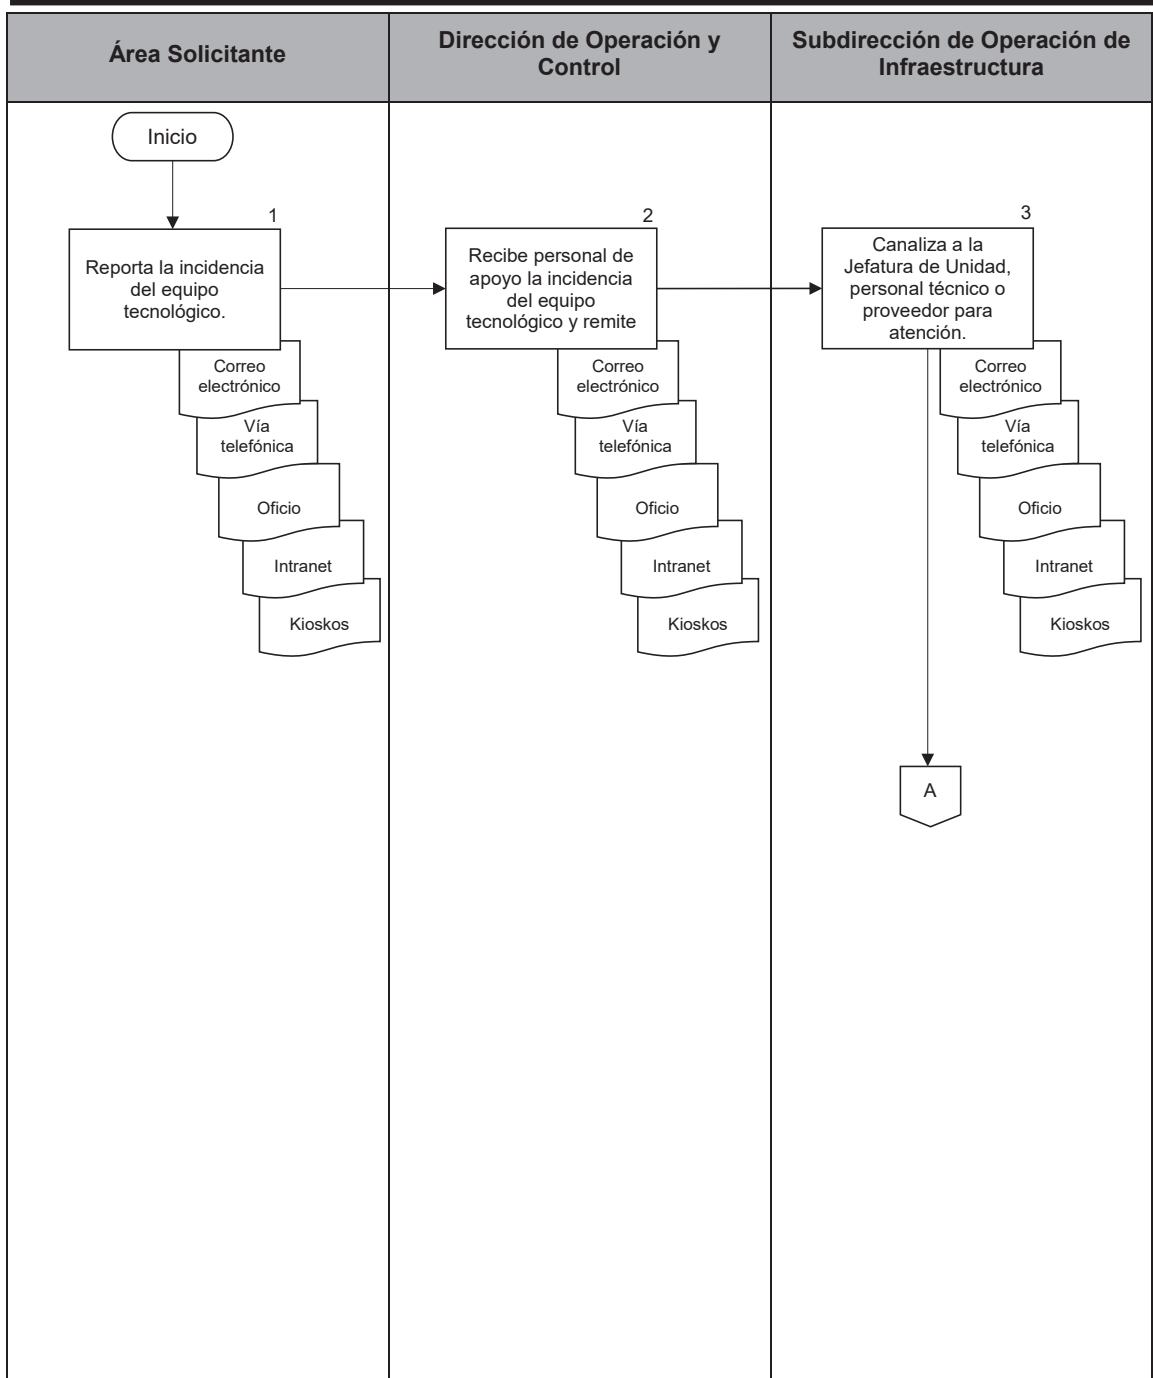 Área Solicitante
Dirección de Operación y
Control
Subdirección de Operación de
Infraestructura
Inicio
1
Reporta la incidencia
del equipo
tecnológico.
Correo
electrónico
Vía
telefónica
Oficio
Intranet
Kioskos
2
Recibe personal de
apoyo la incidencia
del equipo
tecnológico y remite
Correo
electrónico
Vía
telefónica
Oficio
Intranet
Kioskos
3
Canaliza a la
Jefatura de Unidad,
personal técnico o
proveedor para
atención.
Correo
electrónico
Vía
telefónica
Oficio
Intranet
Kioskos
A